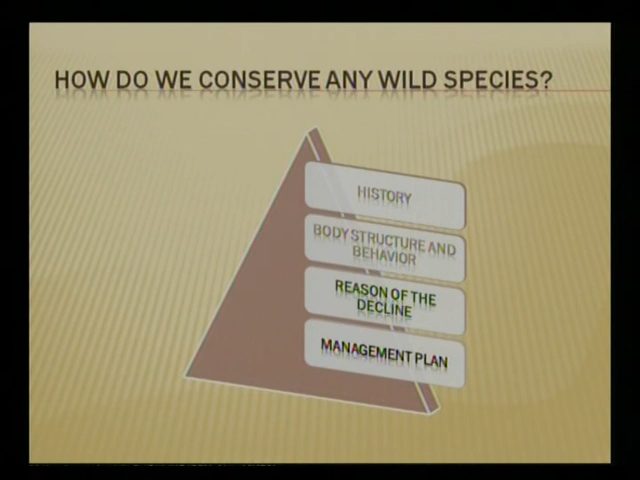 HOW DO WE CONSERVE ANY WILD SPECIES?
HISTORY
BODY STRUCTURE AND
BEHAVIOR
REASON OF THE
DECLINE
MANAGEMENT PLAN